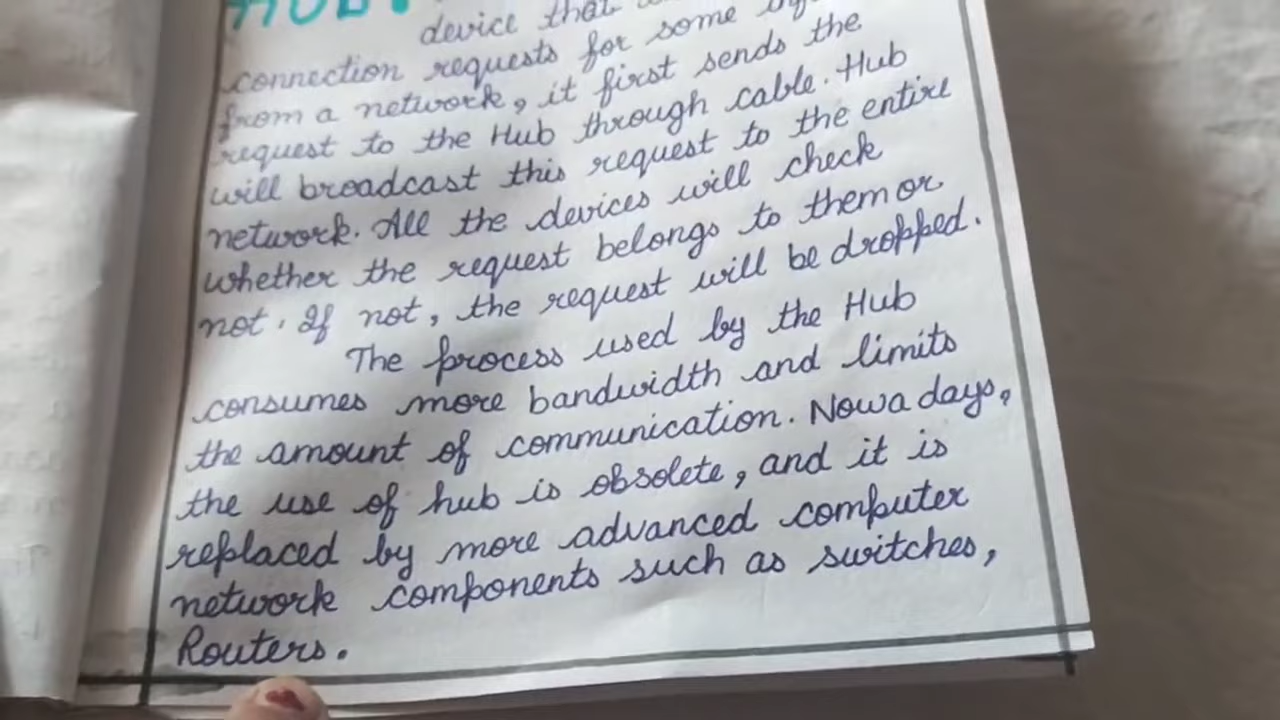 HUB:
device that
connection requests for some
from a network, it first sends the
request to the Hub through cable. Hub
will broadcast this request to the entire
network. All the devices will check
whether the request belongs to them or
not. If not, the request will be dropped.
The process used by the Hub
consumes more bandwidth and limits
the amount of communication. Nowadays,
the use of hub is obsolete, and it is
replaced by more advanced computer
network components such as switches,
Routers.